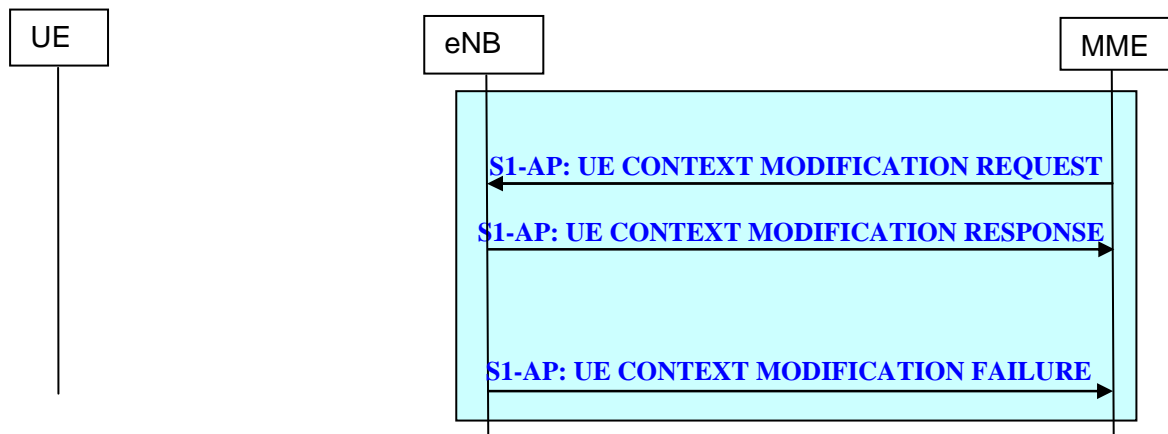 UE
eNB
MME
S1-AP: UE CONTEXT MODIFICATION REQUEST
S1-AP: UE CONTEXT MODIFICATION RESPONSE
S1-AP: UE CONTEXT MODIFICATION FAILURE